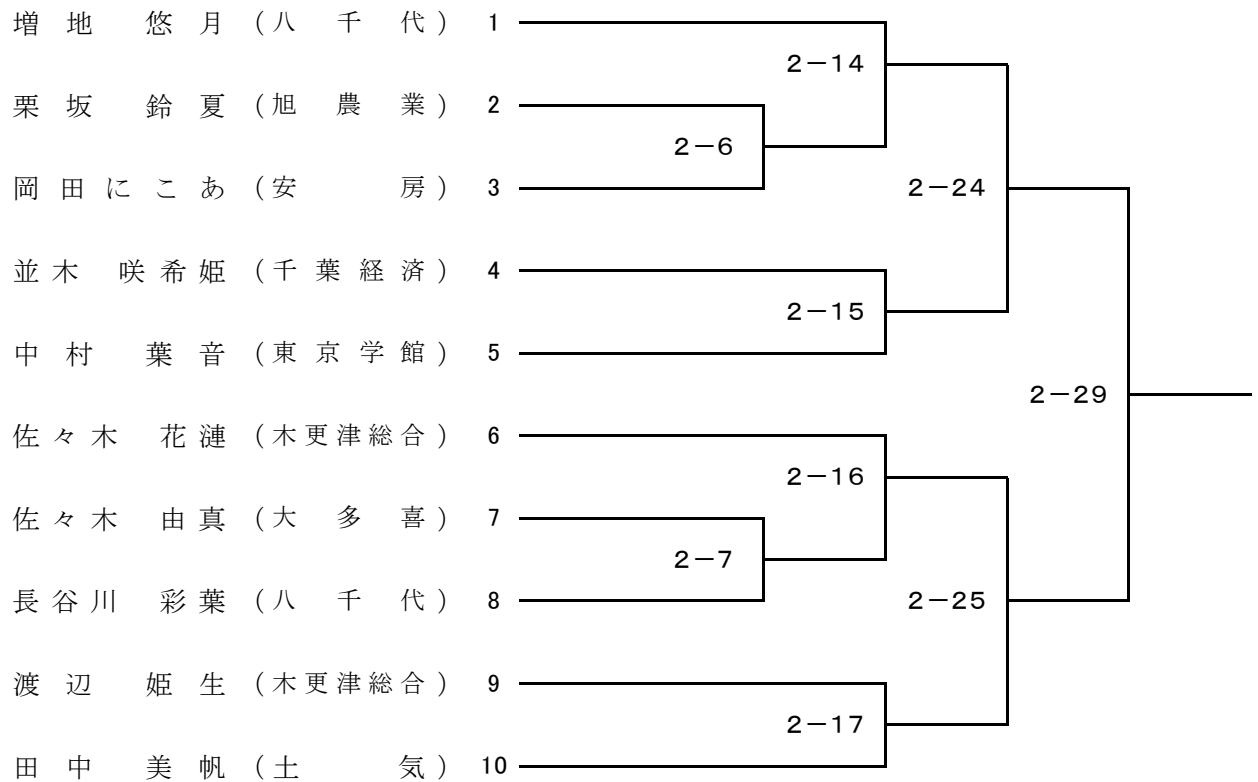 増地 悠月 (八千代) 1
2－14
栗坂 鈴夏 (旭農業) 2
2－6
岡田にこあ (安房) 3
2－24
並木 咲希姫 (千葉経済) 4
2－15
中村 葉音 (東京学館) 5
2－29
佐々木 花漣 (木更津総合) 6
2－16
佐々木 由真 (大多喜) 7
2－7
長谷川 彩葉 (八千代) 8
2－25
渡辺 姫生 (木更津総合) 9
2－17
田中 美帆 (土気) 10